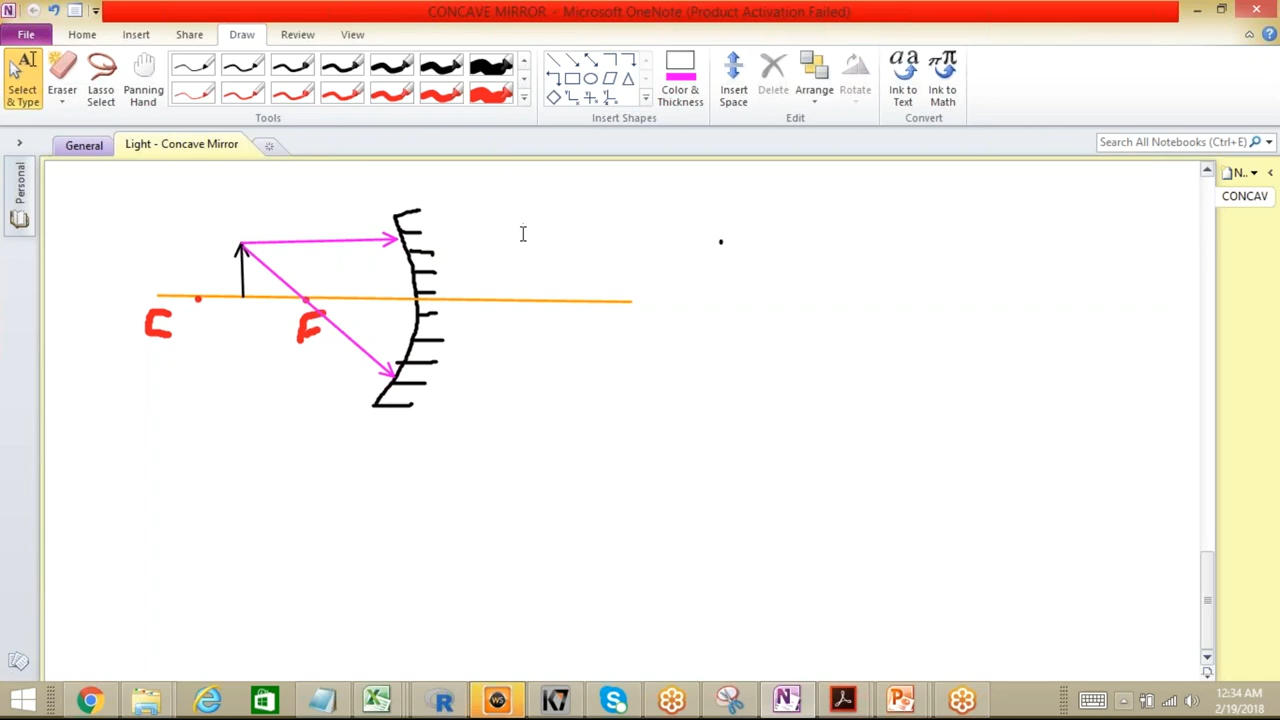 CONCAVE MIRROR - Microsoft OneNote (Product Activation Failed)
File Home Insert Share Draw Review View
Select & Type
Eraser
Lasso Select
Panning Hand
Color & Thickness
Insert Space
Delete
Arrange
Rotate
Ink to Text
Ink to Math
Tools Insert Shapes Edit Convert
General Light - Concave Mirror Search All Notebooks (Ctrl+E)
Personal
N..
CONCAV
C F
12:34 AM
2/19/2018